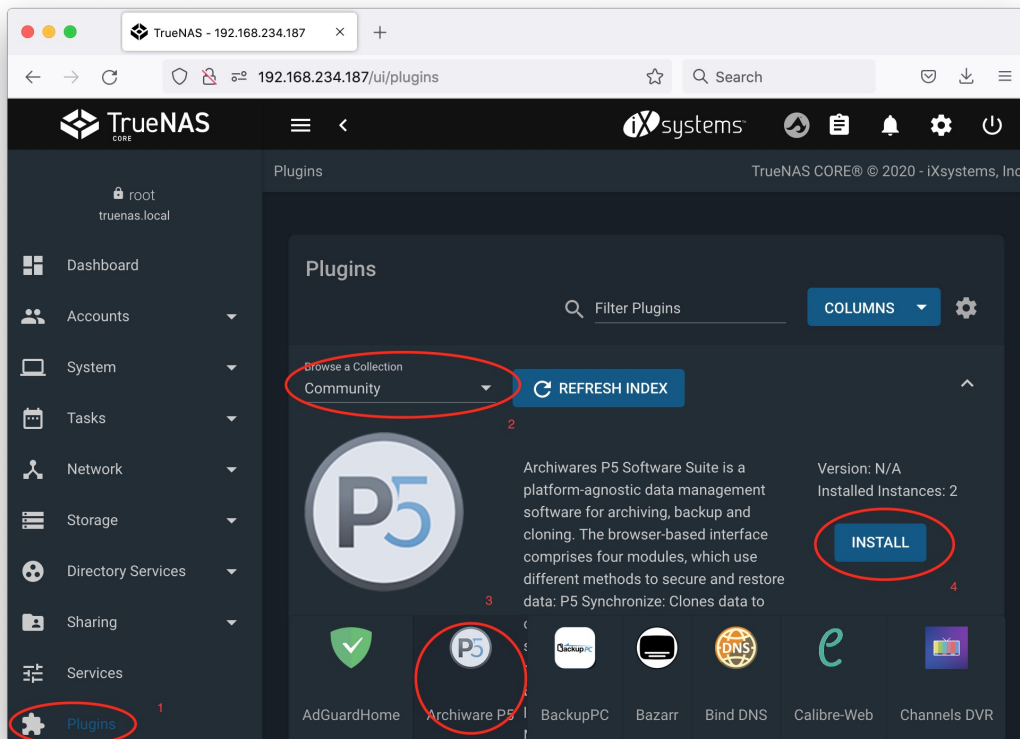 TrueNAS - 192.168.234.187
192.168.234.187/ui/plugins
Search
TrueNAS
CORE
iXsystems™
Plugins
TrueNAS CORE® © 2020 - iXsystems, Inc
root
truenas.local
Dashboard
Accounts
System
Tasks
Network
Storage
Directory Services
Sharing
Services
Plugins
1
Plugins
Filter Plugins
COLUMNS
Browse a Collection
Community
REFRESH INDEX
2
P5
Archiwares P5 Software Suite is a
platform-agnostic data management
software for archiving, backup and
cloning. The browser-based interface
comprises four modules, which use
different methods to secure and restore
data: P5 Synchronize: Clones data to
Version: N/A
Installed Instances: 2
INSTALL
4
3
P5
BackupPC
DNS
AdGuardHome
Archiware P5
BackupPC
Bazarr
Bind DNS
Calibre-Web
Channels DVR